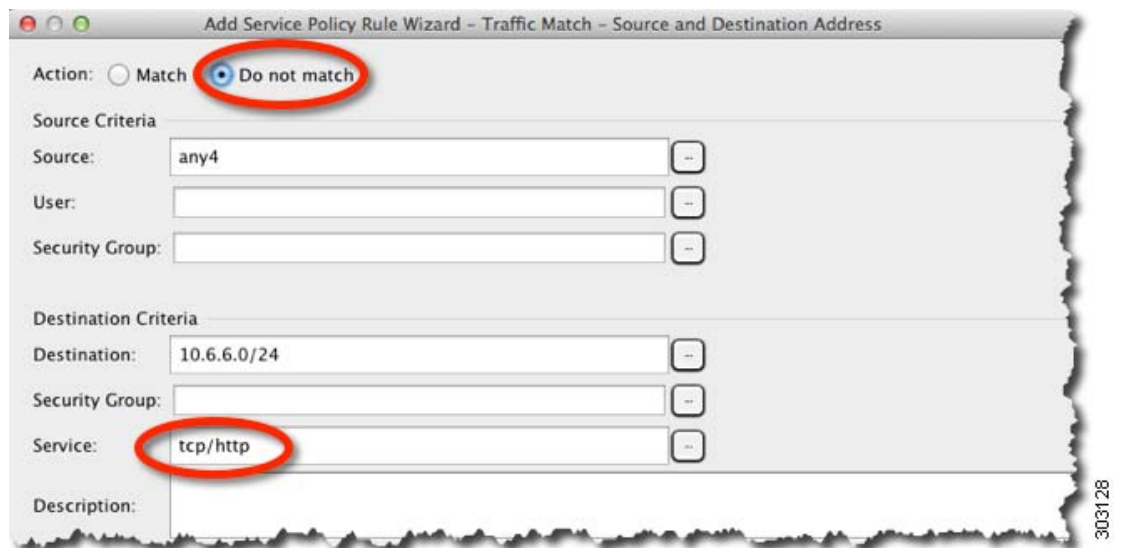 Add Service Policy Rule Wizard – Traffic Match – Source and Destination Address
Action: Match Do not match
Source Criteria
Source: any4 ...
User: ...
Security Group: ...
Destination Criteria
Destination: 10.6.6.0/24 ...
Security Group: ...
Service: tcp/http ...
Description:
303128